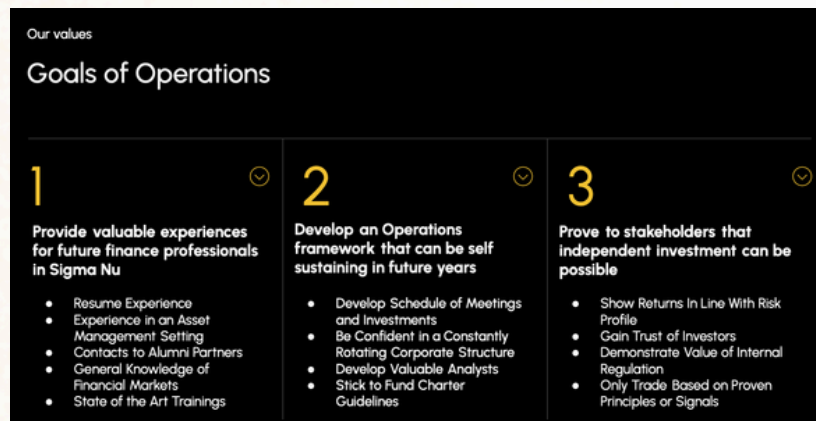 Our values
Goals of Operations
1
Provide valuable experiences
for future finance professionals
in Sigma Nu
● Resume Experience
● Experience in an Asset
Management Setting
● Contacts to Alumni Partners
● General Knowledge of
Financial Markets
● State of the Art Trainings
2
Develop an Operations
framework that can be self
sustaining in future years
● Develop Schedule of Meetings
and Investments
● Be Confident in a Constantly
Rotating Corporate Structure
● Develop Valuable Analysts
● Stick to Fund Charter
Guidelines
3
Prove to stakeholders that
independent investment can be
possible
● Show Returns In Line With Risk
Profile
● Gain Trust of Investors
● Demonstrate Value of Internal
Regulation
● Only Trade Based on Proven
Principles or Signals